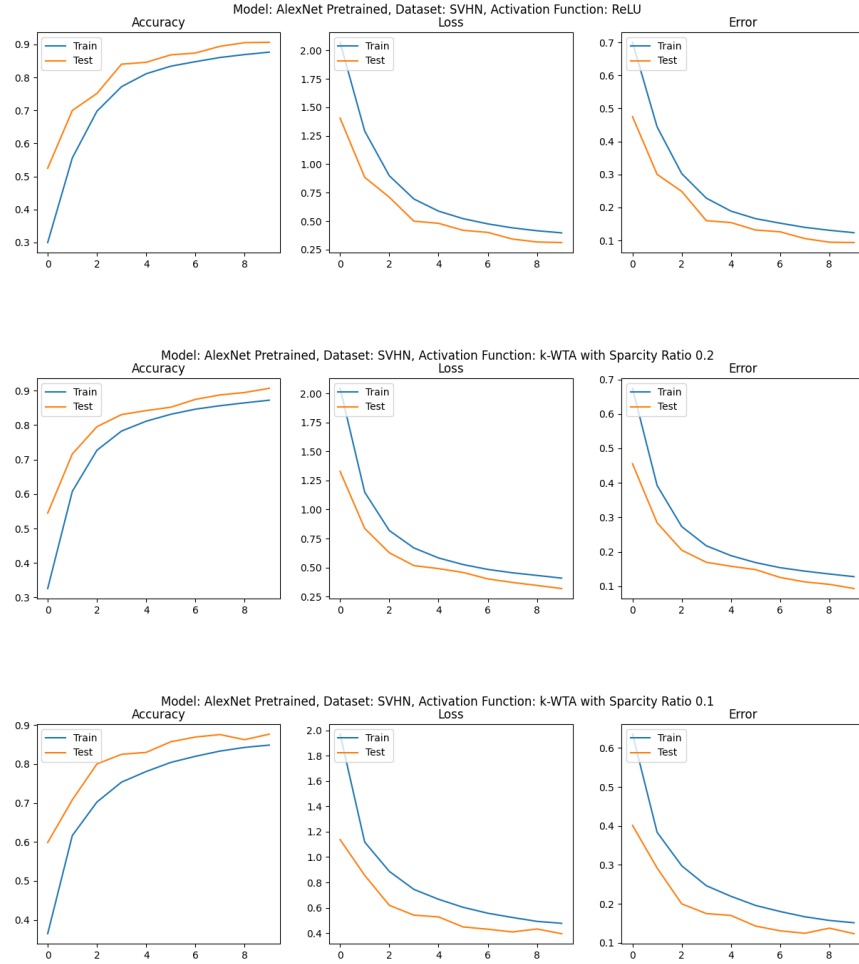 Model: AlexNet Pretrained, Dataset: SVHN, Activation Function: ReLU
Accuracy Loss Error
Train Test
0.9 0.8 0.7 0.6 0.5 0.4 0.3
0 2 4 6 8
Train Test
2.00 1.75 1.50 1.25 1.00 0.75 0.50 0.25
0 2 4 6 8
Train Test
0.7 0.6 0.5 0.4 0.3 0.2 0.1
0 2 4 6 8
Model: AlexNet Pretrained, Dataset: SVHN, Activation Function: k-WTA with Sparcity Ratio 0.2
Accuracy Loss Error
Train Test
0.9 0.8 0.7 0.6 0.5 0.4 0.3
0 2 4 6 8
Train Test
2.00 1.75 1.50 1.25 1.00 0.75 0.50 0.25
0 2 4 6 8
Train Test
0.7 0.6 0.5 0.4 0.3 0.2 0.1
0 2 4 6 8
Model: AlexNet Pretrained, Dataset: SVHN, Activation Function: k-WTA with Sparcity Ratio 0.1
Accuracy Loss Error
Train Test
0.9 0.8 0.7 0.6 0.5 0.4
0 2 4 6 8
Train Test
2.0 1.8 1.6 1.4 1.2 1.0 0.8 0.6 0.4
0 2 4 6 8
Train Test
0.6 0.5 0.4 0.3 0.2 0.1
0 2 4 6 8